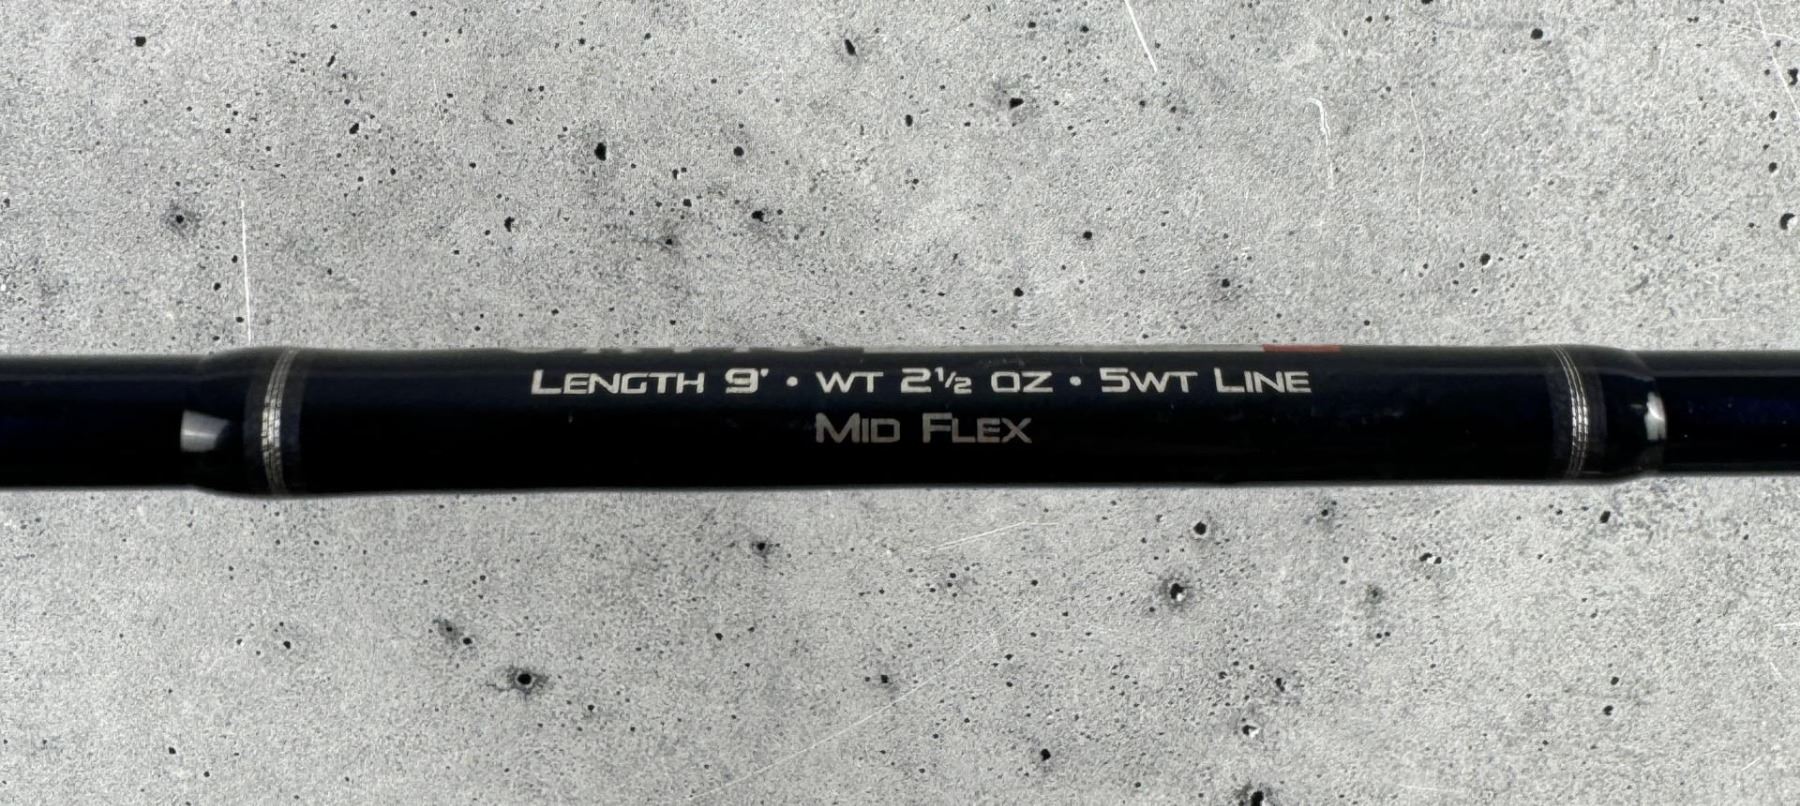 LENGTH 9' • WT 2½ OZ • 5WT LINE
MID FLEX